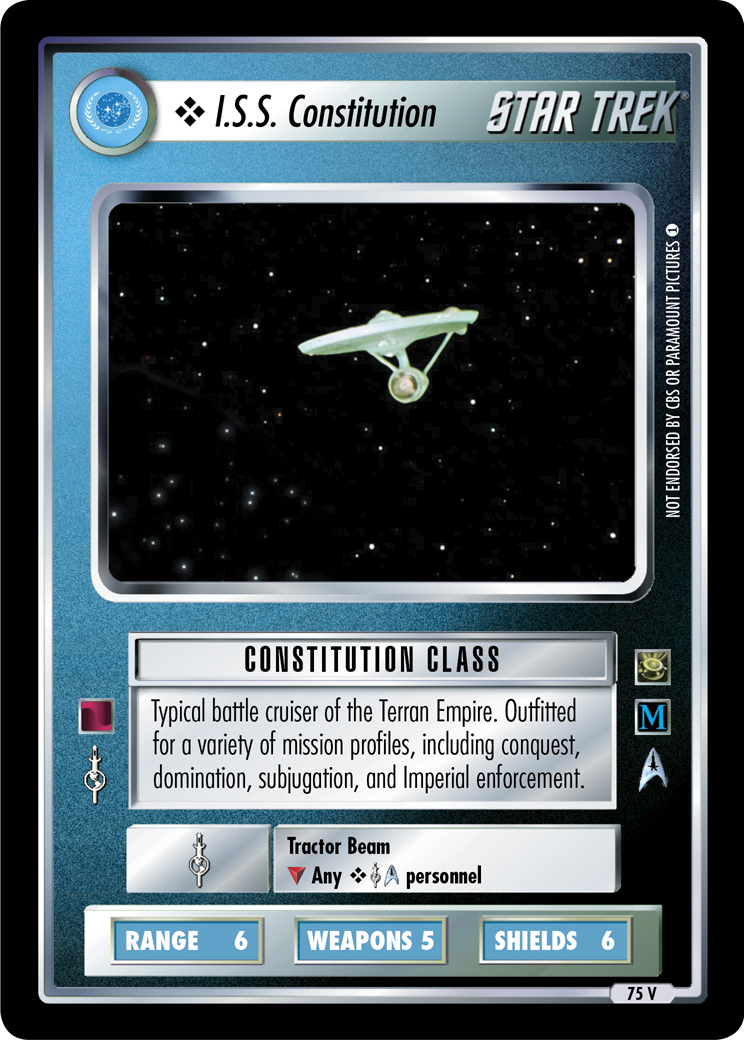 ❖ I.S.S. Constitution
STAR TREK®
NOT ENDORSED BY CBS OR PARAMOUNT PICTURES 1
CONSTITUTION CLASS
Typical battle cruiser of the Terran Empire. Outfitted
for a variety of mission profiles, including conquest,
domination, subjugation, and Imperial enforcement.
M
Tractor Beam
Any ❖ personnel
RANGE 6
WEAPONS 5
SHIELDS 6
75 V